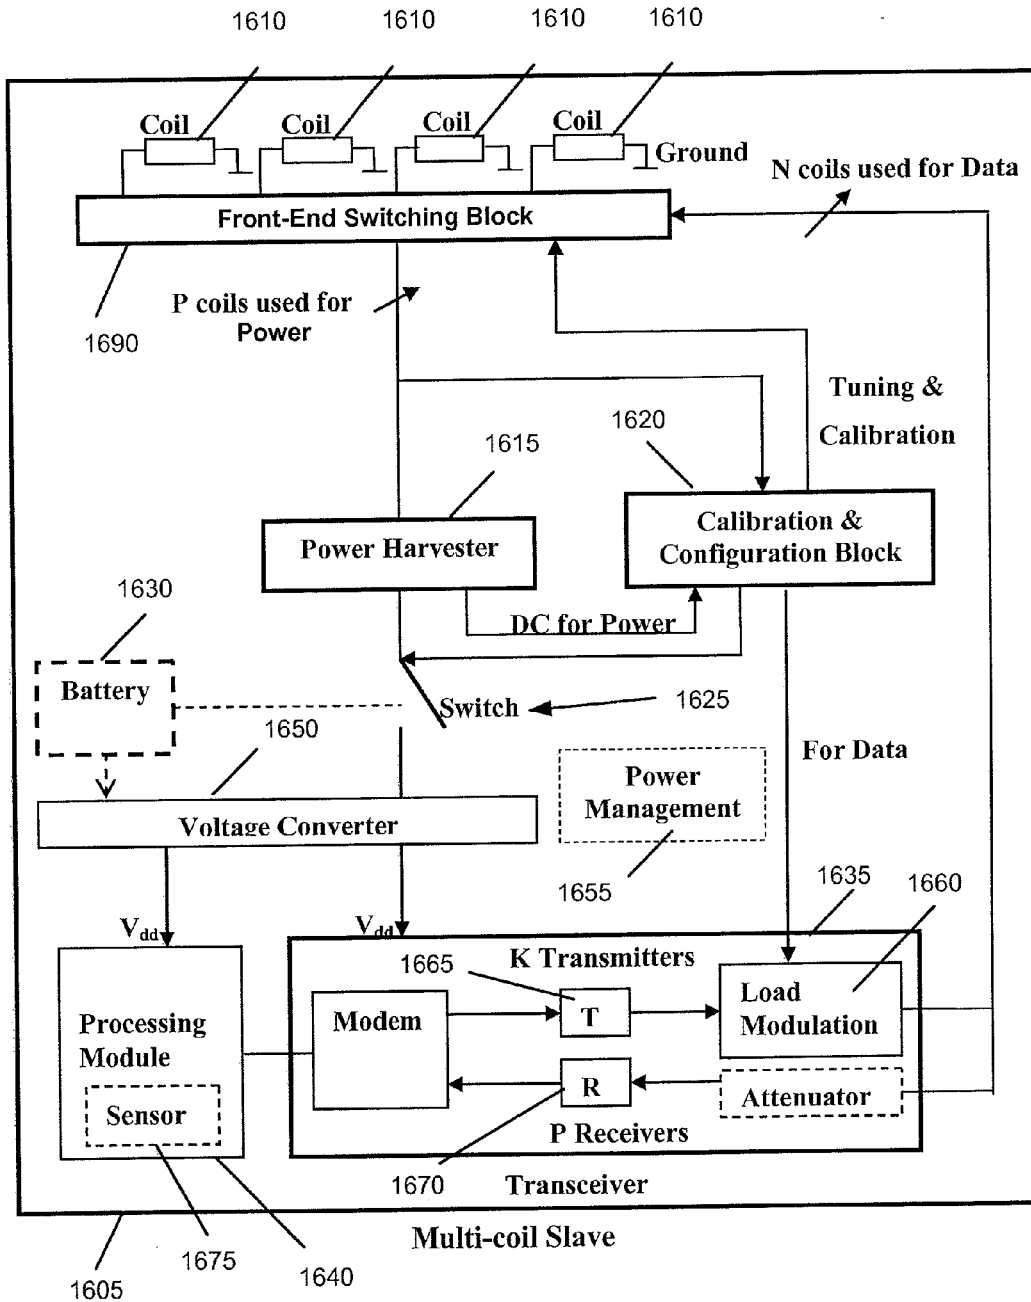 1610 1610 1610 1610
Coil Coil Coil Coil
Ground
N coils used for Data
Front-End Switching Block
P coils used for
Power
1690
Tuning &
Calibration
1620
1615
Calibration &
Configuration Block
Power Harvester
1630
DC for Power
Battery
Switch
1625
1650
For Data
Power
Management
Voltage Converter
1655
1635
1660
Vdd
Vdd
1665
K Transmitters
Load
Modulation
Modem
T
Processing
Module
R
Attenuator
Sensor
P Receivers
1670
Transceiver
Multi-coil Slave
1675
1640
1605